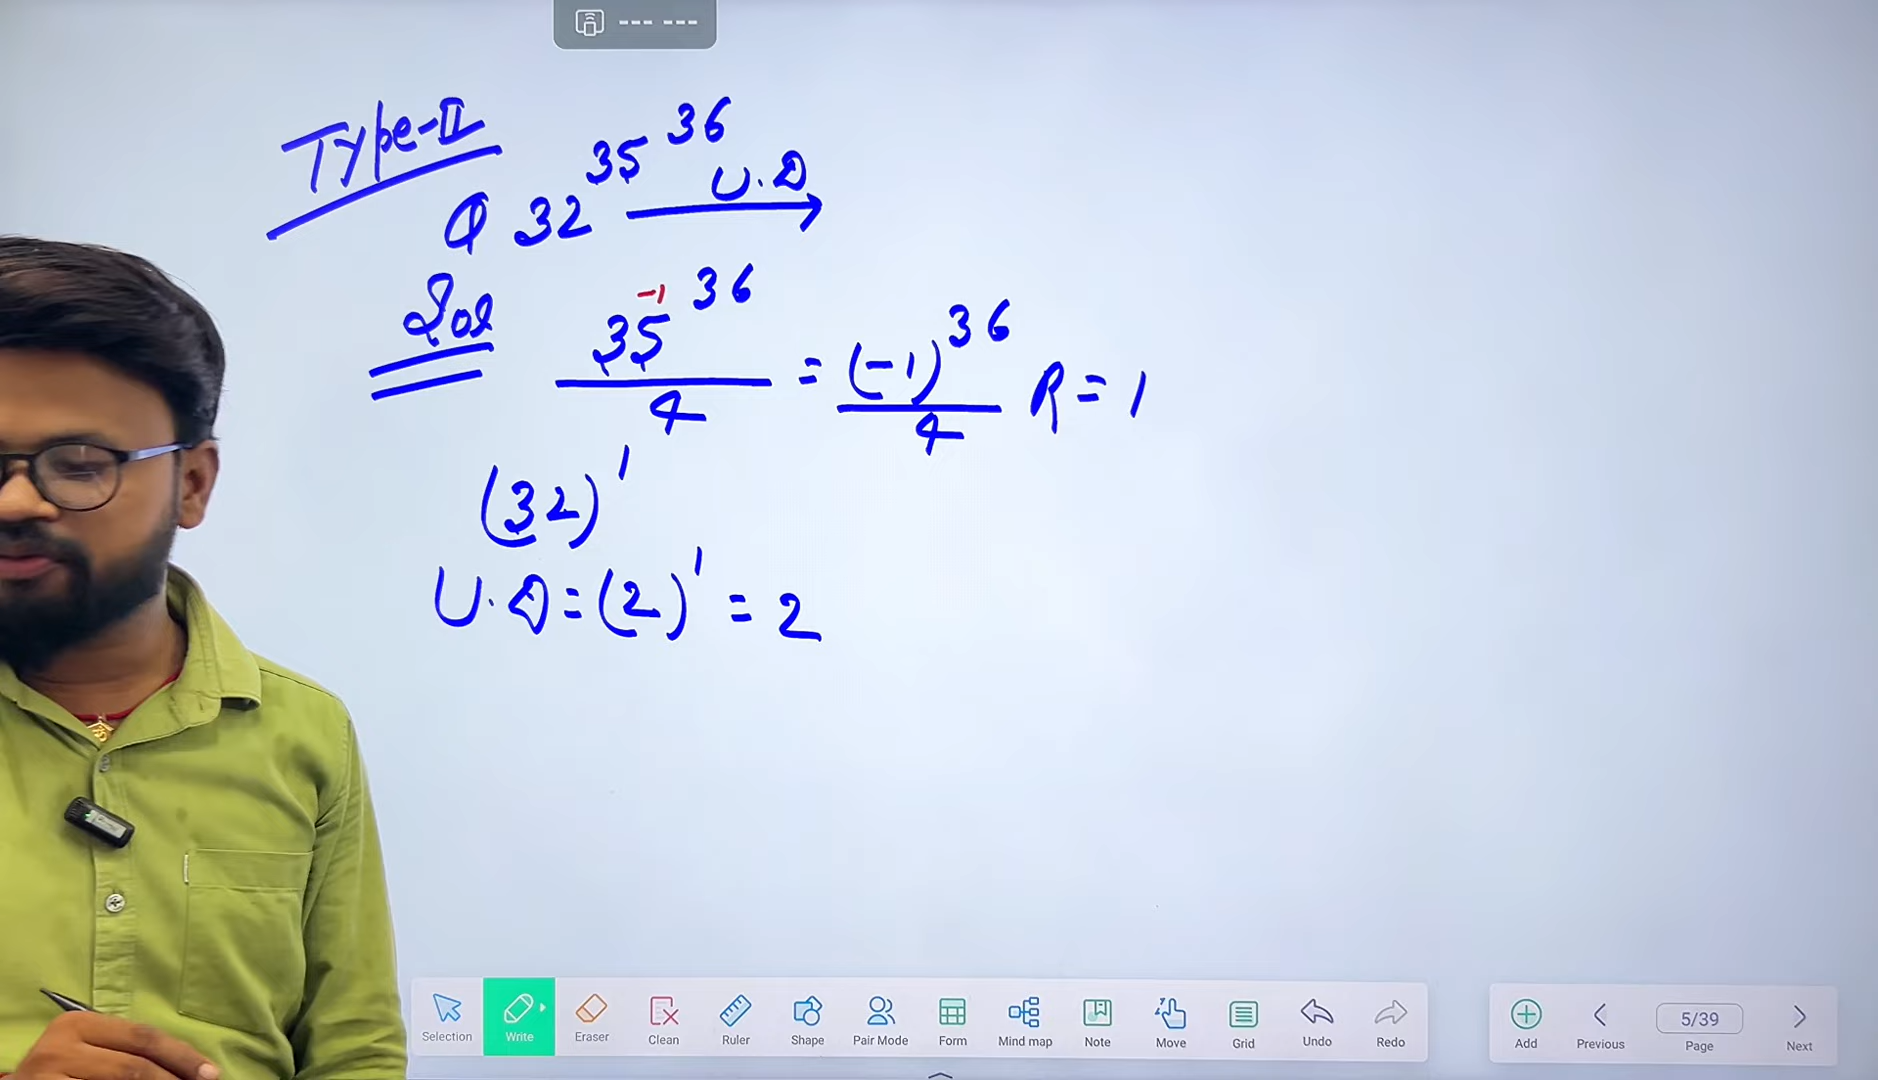 --- ---
Type-II
Q 32^35^36 U.D →
Sol 35^36 / 4 = (-1)^36 / 4 R = 1
-1
(32)^1
U.D = (2)^1 = 2
Selection Write Eraser Clean Ruler Shape Pair Mode Form Mind map Note Move Grid Undo Redo Add Previous 5/39 Page Next